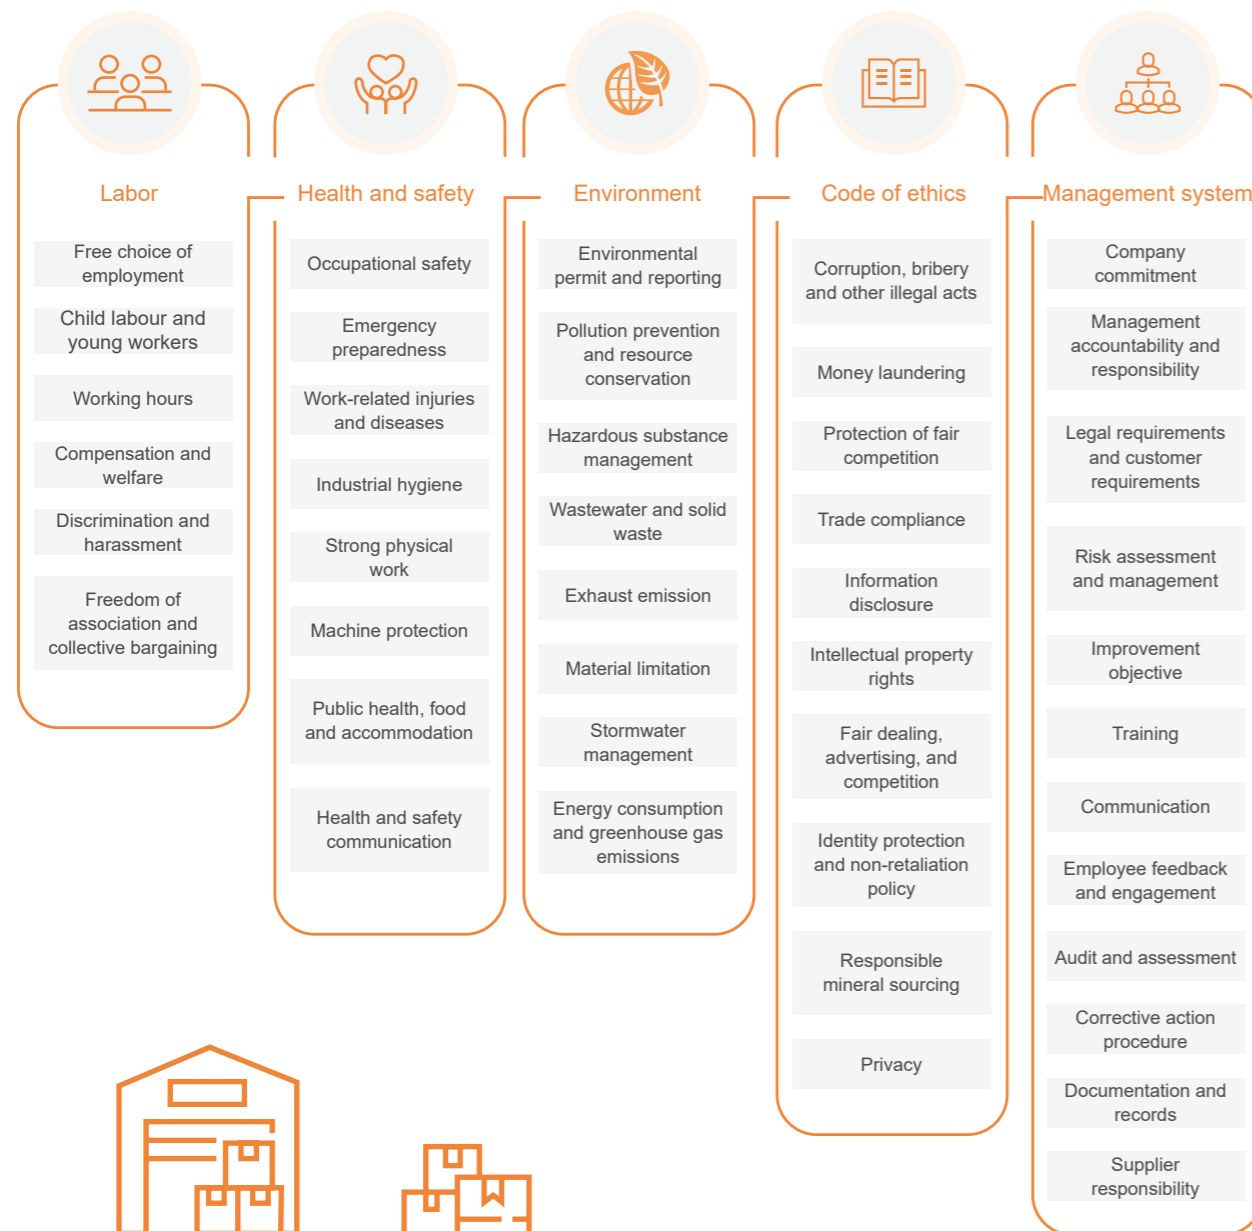 Labor
Free choice of
employment
Child labour and
young workers
Working hours
Compensation and
welfare
Discrimination and
harassment
Freedom of
association and
collective bargaining
Health and safety
Occupational safety
Emergency
preparedness
Work-related injuries
and diseases
Industrial hygiene
Strong physical
work
Machine protection
Public health, food
and accommodation
Health and safety
communication
Environment
Environmental
permit and reporting
Pollution prevention
and resource
conservation
Hazardous substance
management
Wastewater and solid
waste
Exhaust emission
Material limitation
Stormwater
management
Energy consumption
and greenhouse gas
emissions
Code of ethics
Corruption, bribery
and other illegal acts
Money laundering
Protection of fair
competition
Trade compliance
Information
disclosure
Intellectual property
rights
Fair dealing,
advertising, and
competition
Identity protection
and non-retaliation
policy
Responsible
mineral sourcing
Privacy
Management system
Company
commitment
Management
accountability and
responsibility
Legal requirements
and customer
requirements
Risk assessment
and management
Improvement
objective
Training
Communication
Employee feedback
and engagement
Audit and assessment
Corrective action
procedure
Documentation and
records
Supplier
responsibility